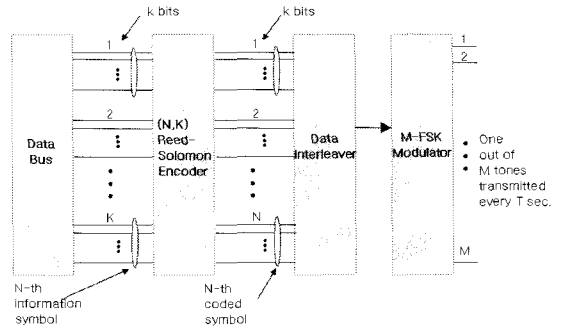 k bits
k bits
1
1
1
2
2
2
(N,K)
Reed-
Solomon
Encoder
Data
Bus
Data
Interleaver
M-FSK
Modulator
One
out of
M tones
transmitted
every T sec.
K
N
M
N-th
information
symbol
N-th
coded
symbol